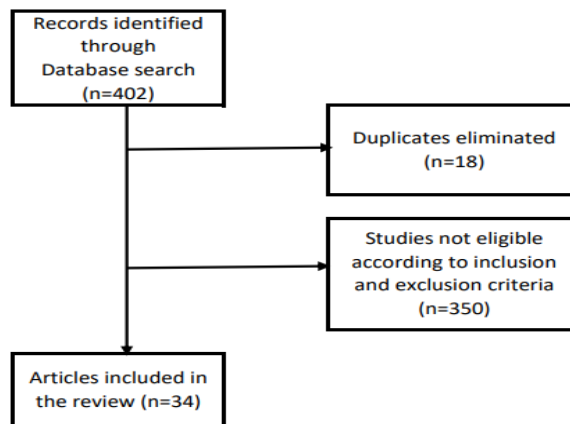 Records identified
through
Database search
(n=402)
Duplicates eliminated
(n=18)
Studies not eligible
according to inclusion
and exclusion criteria
(n=350)
Articles included in
the review (n=34)